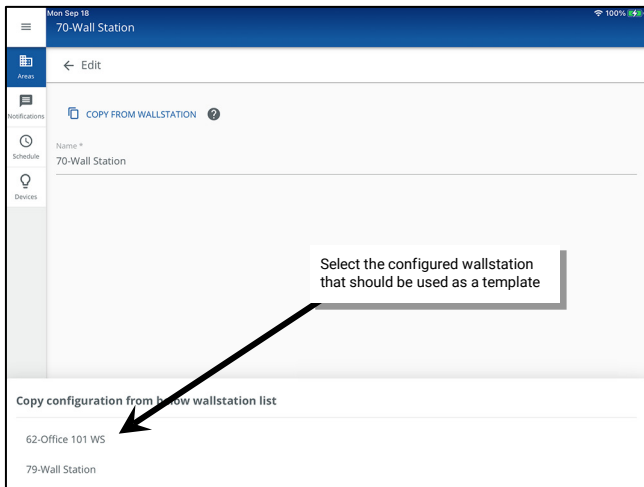 Mon Sep 18
100%
70-Wall Station
Areas
Edit
Notifications
COPY FROM WALLSTATION ?
Schedule
Name *
70-Wall Station
Devices
Select the configured wallstation
that should be used as a template
Copy configuration from below wallstation list
62-Office 101 WS
79-Wall Station